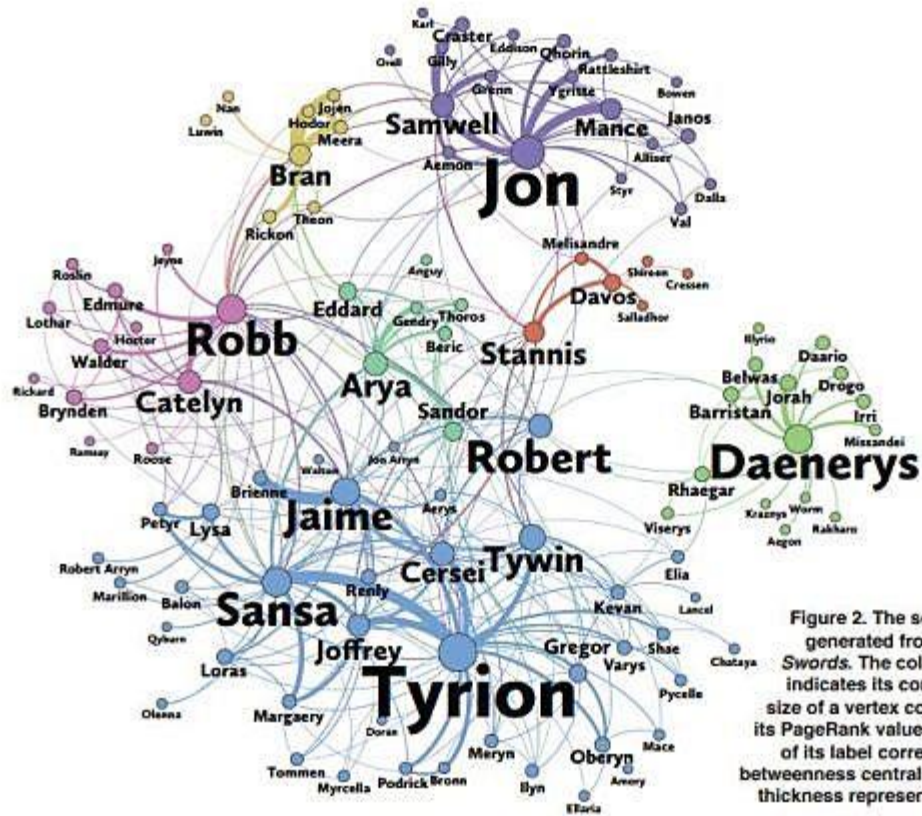 Karl
Craster
Eddison
Qhorin
Orell
Gilly
Rattleshirt
Grenn
Ygritte
Bowen
Nan
Jojen
Hodor
Samwell
Mance
Janos
Luwin
Meera
Alliser
Aemon
Bran
Jon
Styr
Dalla
Theon
Val
Rickon
Melisandre
Jeyne
Anguy
Shireen
Roslin
Cressen
Edmure
Eddard
Davos
Gendry
Thoros
Salladhor
Lothar
Hoster
Robb
Beric
Stannis
Illyrio
Walder
Daario
Arya
Belwas
Jorah
Drogo
Rickard
Catelyn
Brynden
Sandor
Barristan
Irri
Missandei
Ramsay
Roose
Jon Arryn
Robert
Daenerys
Walton
Brienne
Rhaegar
Jaime
Aerys
Kraznys
Worm
Petyr
Lysa
Viserys
Rakharo
Aegon
Cersei
Tywin
Robert Arryn
Elia
Marillion
Balon
Sansa
Renly
Kevan
Lancel
Qyburn
Joffrey
Gregor
Shae
Varys
Chataya
Loras
Tyrion
Pycelle
Olenna
Margaery
Doran
Meryn
Oberyn
Mace
Tommen
Myrcella
Podrick
Bronn
Ilyn
Amory
Ellaria
Figure 2. The s
generated fro
Swords. The col
indicates its co
size of a vertex co
its PageRank value
of its label corre
betweenness central
thickness represe